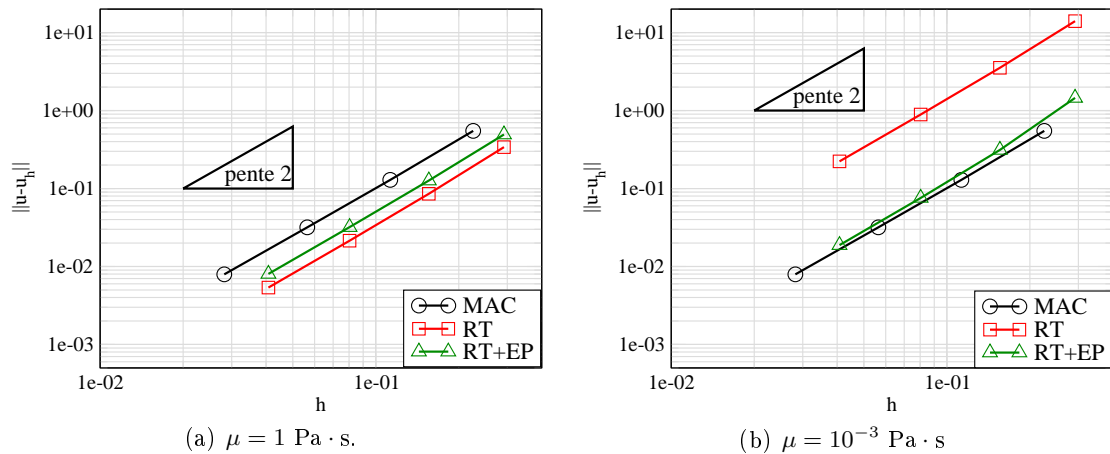 1e+01
1e+00
1e-01
1e-02
1e-03
||u-u_h||
pente 2
MAC
RT
RT+EP
1e-02
1e-01
h
(a) μ = 1 Pa · s.
1e+01
1e+00
1e-01
1e-02
1e-03
||u-u_h||
pente 2
MAC
RT
RT+EP
1e-02
1e-01
h
(b) μ = 10⁻³ Pa · s